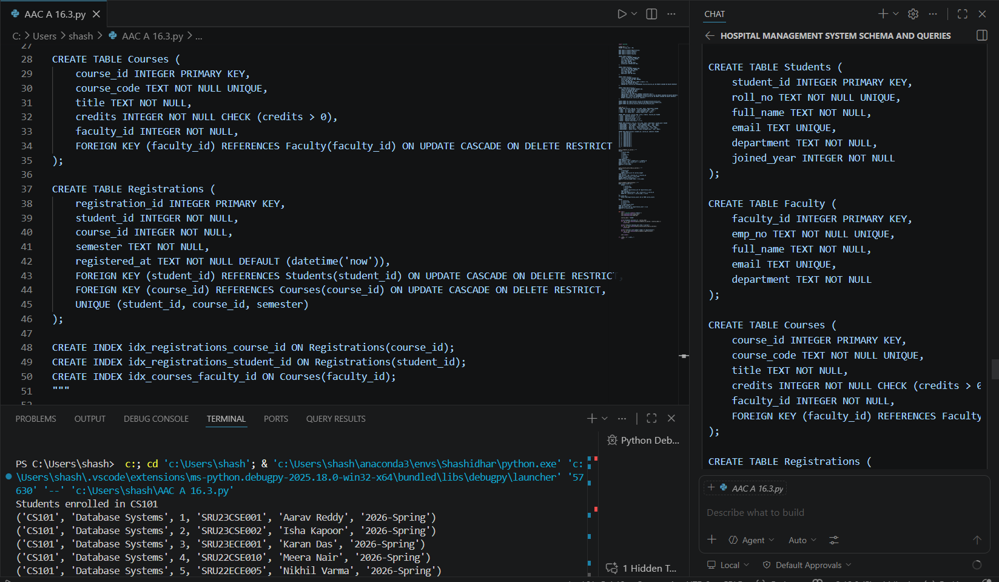 AAC A 16.3.py
C: > Users > shash > AAC A 16.3.py > ...
27
28 CREATE TABLE Courses (
29 course_id INTEGER PRIMARY KEY,
30 course_code TEXT NOT NULL UNIQUE,
31 title TEXT NOT NULL,
32 credits INTEGER NOT NULL CHECK (credits > 0),
33 faculty_id INTEGER NOT NULL,
34 FOREIGN KEY (faculty_id) REFERENCES Faculty(faculty_id) ON UPDATE CASCADE ON DELETE RESTRICT
35 );
36
37 CREATE TABLE Registrations (
38 registration_id INTEGER PRIMARY KEY,
39 student_id INTEGER NOT NULL,
40 course_id INTEGER NOT NULL,
41 semester TEXT NOT NULL,
42 registered_at TEXT NOT NULL DEFAULT (datetime('now')),
43 FOREIGN KEY (student_id) REFERENCES Students(student_id) ON UPDATE CASCADE ON DELETE RESTRICT,
44 FOREIGN KEY (course_id) REFERENCES Courses(course_id) ON UPDATE CASCADE ON DELETE RESTRICT,
45 UNIQUE (student_id, course_id, semester)
46 );
47
48 CREATE INDEX idx_registrations_course_id ON Registrations(course_id);
49 CREATE INDEX idx_registrations_student_id ON Registrations(student_id);
50 CREATE INDEX idx_courses_faculty_id ON Courses(faculty_id);
51 """
52
PROBLEMS OUTPUT DEBUG CONSOLE TERMINAL PORTS QUERY RESULTS
PS C:\Users\shash> c:; cd 'c:\Users\shash'; & 'c:\Users\shash\anaconda3\envs\Shashidhar\python.exe' 'c:
\Users\shash\.vscode\extensions\ms-python.debugpy-2025.18.0-win32-x64\bundled\libs\debugpy\launcher' '57
630' '--' 'c:\Users\shash\AAC A 16.3.py'
Students enrolled in CS101
('CS101', 'Database Systems', 1, 'SRU23CSE001', 'Aarav Reddy', '2026-Spring')
('CS101', 'Database Systems', 2, 'SRU23CSE002', 'Isha Kapoor', '2026-Spring')
('CS101', 'Database Systems', 3, 'SRU23ECE001', 'Karan Das', '2026-Spring')
('CS101', 'Database Systems', 4, 'SRU22CSE010', 'Meera Nair', '2026-Spring')
('CS101', 'Database Systems', 5, 'SRU22ECE005', 'Nikhil Varma', '2026-Spring')
Python Deb...
1 Hidden T...
CHAT
HOSPITAL MANAGEMENT SYSTEM SCHEMA AND QUERIES
CREATE TABLE Students (
student_id INTEGER PRIMARY KEY,
roll_no TEXT NOT NULL UNIQUE,
full_name TEXT NOT NULL,
email TEXT UNIQUE,
department TEXT NOT NULL,
joined_year INTEGER NOT NULL
);
CREATE TABLE Faculty (
faculty_id INTEGER PRIMARY KEY,
emp_no TEXT NOT NULL UNIQUE,
full_name TEXT NOT NULL,
email TEXT UNIQUE,
department TEXT NOT NULL
);
CREATE TABLE Courses (
course_id INTEGER PRIMARY KEY,
course_code TEXT NOT NULL UNIQUE,
title TEXT NOT NULL,
credits INTEGER NOT NULL CHECK (credits > 0
faculty_id INTEGER NOT NULL,
FOREIGN KEY (faculty_id) REFERENCES Faculty
);
CREATE TABLE Registrations (
AAC A 16.3.py
Describe what to build
Agent Auto
Local Default Approvals